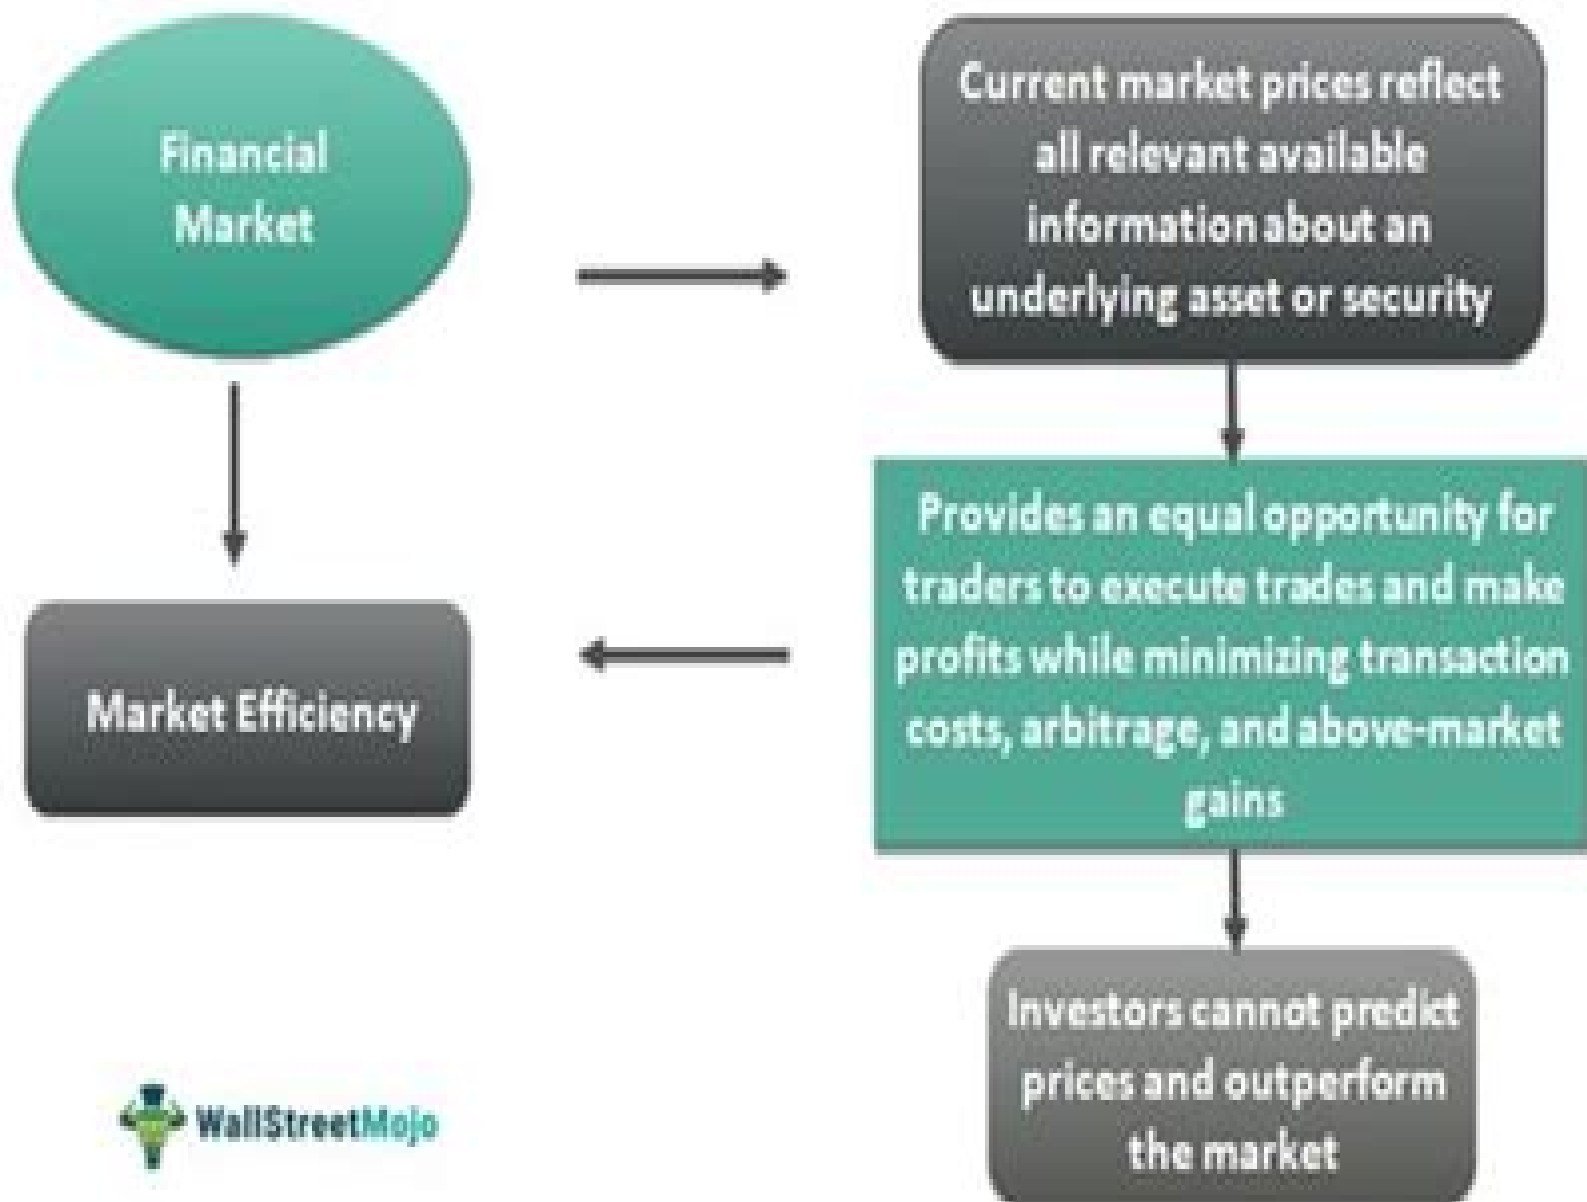 Financial
Market
Current market prices reflect
all relevant available
information about an
underlying asset or security
Provides an equal opportunity for
traders to execute trades and make
profits while minimizing transaction
costs, arbitrage, and above-market
gains
Market Efficiency
Investors cannot predict
prices and outperform
the market
WallStreetMojo